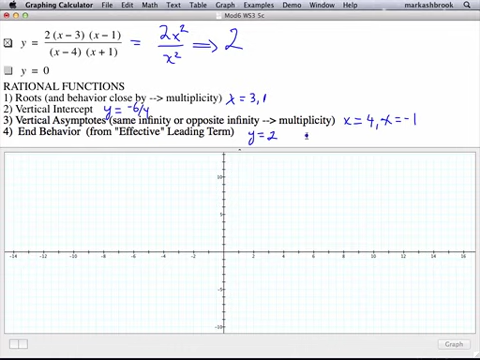 Graphing Calculator File Edit Math Text Table Graph Examples Demo Window Help markashbrook
Mod6 WS3 5c
y = 2 (x − 3) (x − 1) / (x − 4) (x + 1) = 2x² / x² ⟹ 2
y = 0
RATIONAL FUNCTIONS
1) Roots (and behavior close by --> multiplicity) x = 3, 1
2) Vertical Intercept y = -6/4
3) Vertical Asymptotes (same infinity or opposite infinity --> multiplicity) x = 4, x = -1
4) End Behavior (from "Effective" Leading Term) y = 2
10
5
-14 -12 -10 -8 -6 -4 -2 2 4 6 8 10 12 14 16
-5
-10
Graph